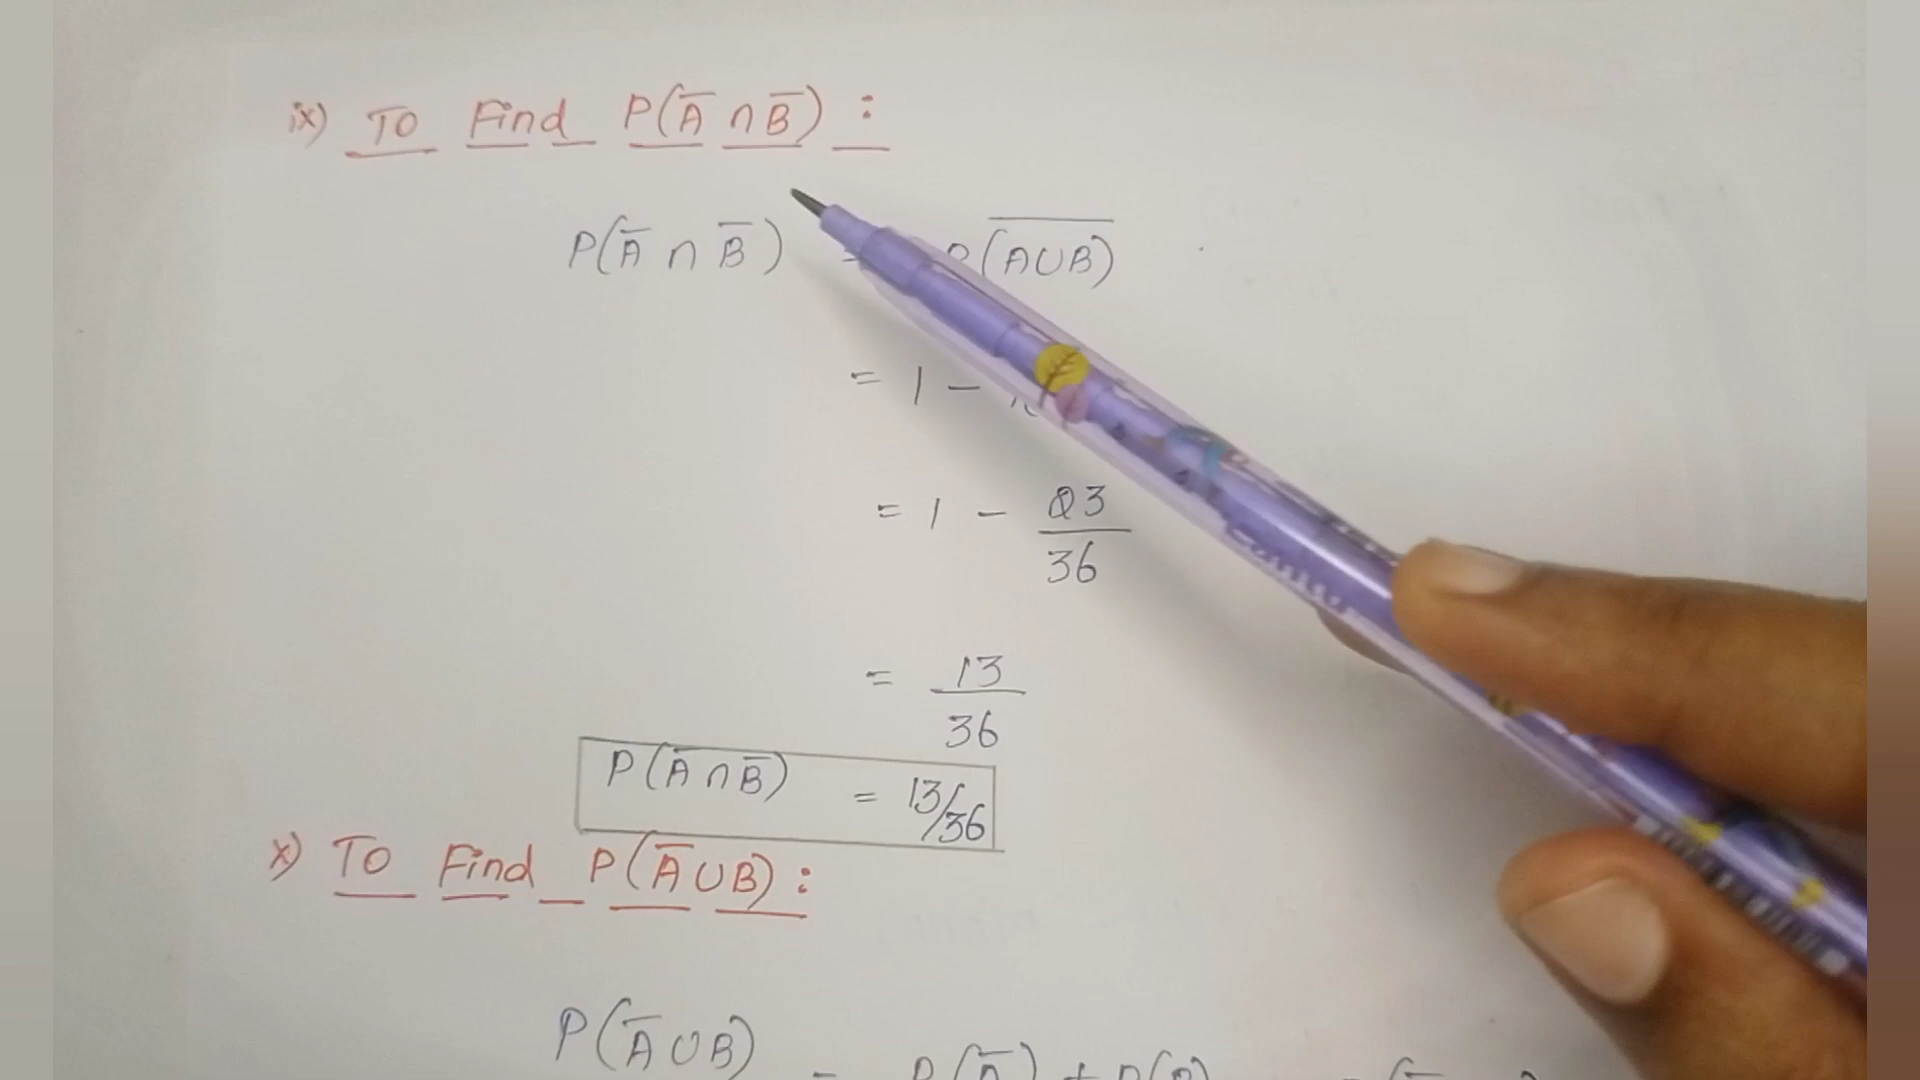 ix) To Find P(A̅ ∩ B̅) :
P(A̅ ∩ B̅) = P(A̅∪̅B̅)
= 1 -
= 1 - 23/36
= 13/36
P(A̅ ∩ B̅) = 13/36
x) To Find P(A̅ ∪ B) :
P(A̅ ∪ B) = P(A̅) + P(B)